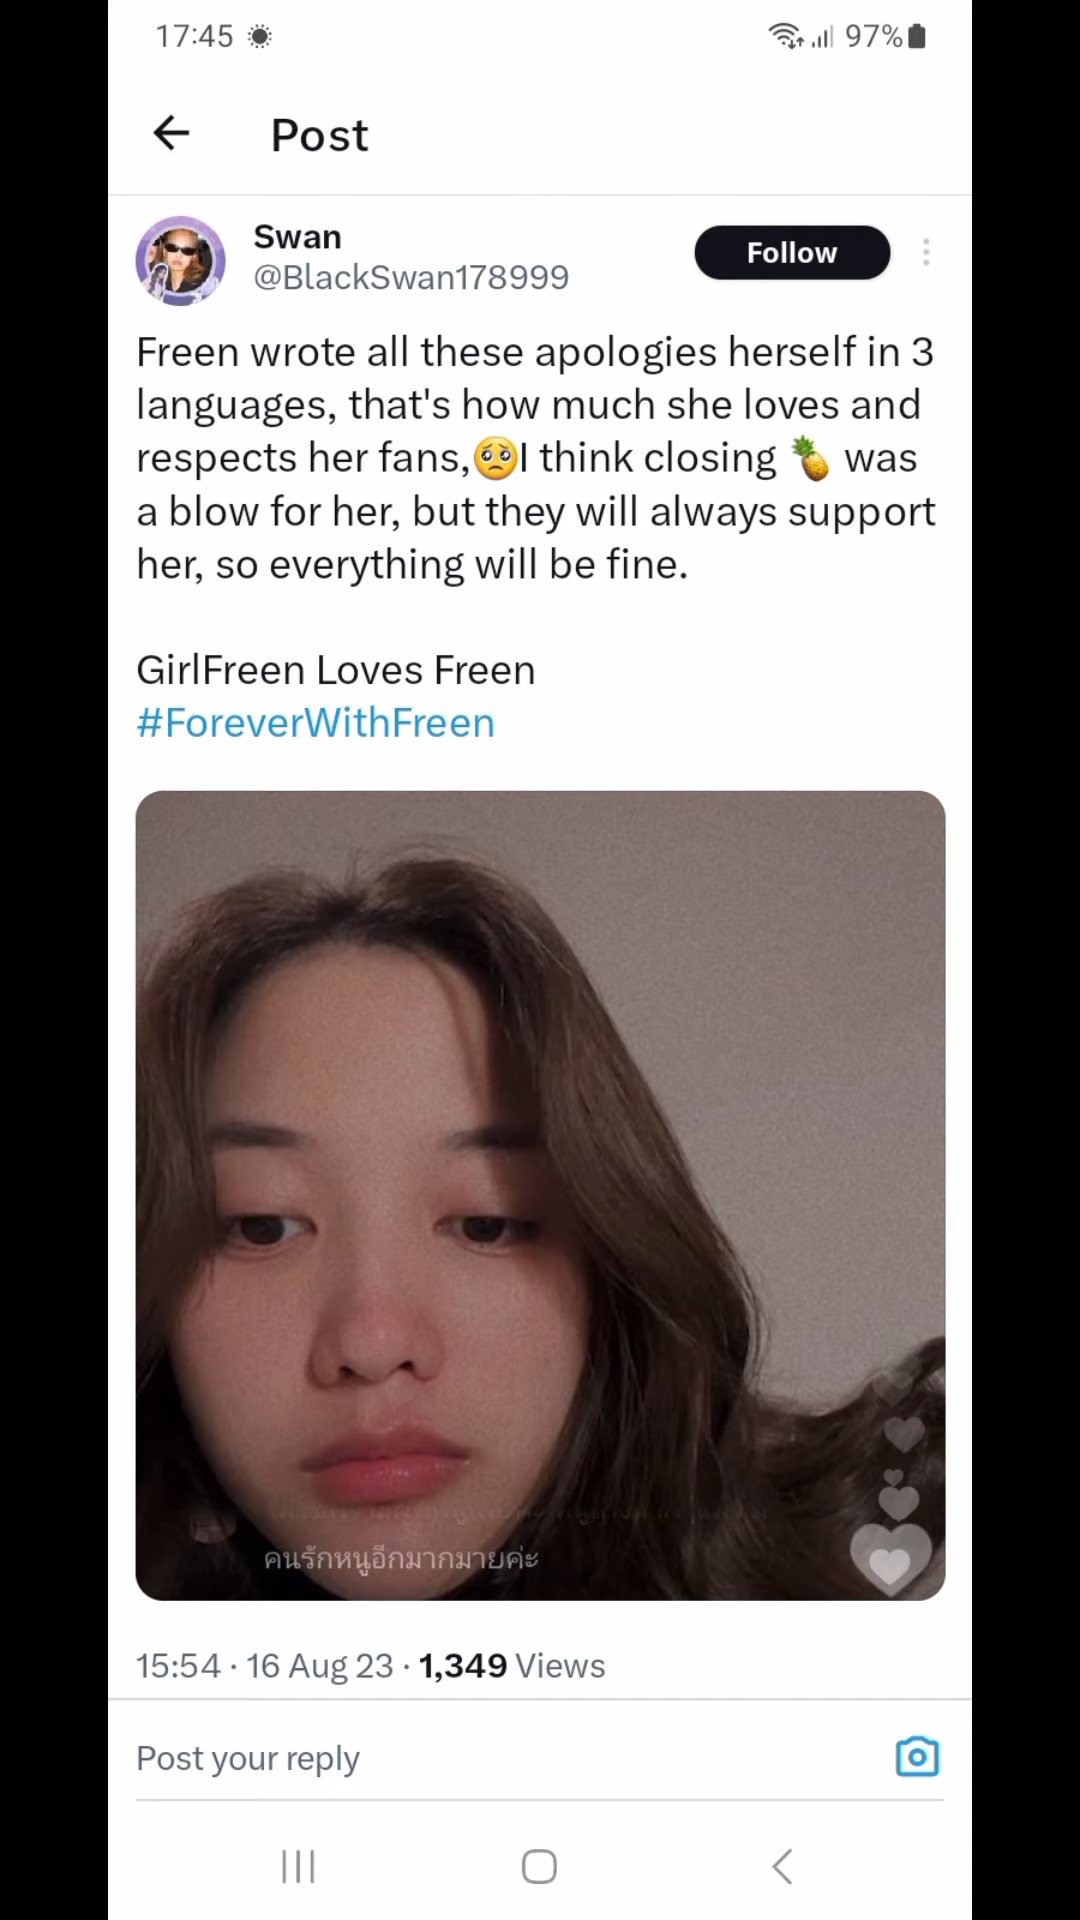 17:45
97%
Post
Swan
@BlackSwan178999
Follow
Freen wrote all these apologies herself in 3
languages, that's how much she loves and
respects her fans,🥺I think closing 🍍 was
a blow for her, but they will always support
her, so everything will be fine.
GirlFreen Loves Freen
#ForeverWithFreen
คนรักหนูอีกมากมายค่ะ
15:54 · 16 Aug 23 · 1,349 Views
Post your reply